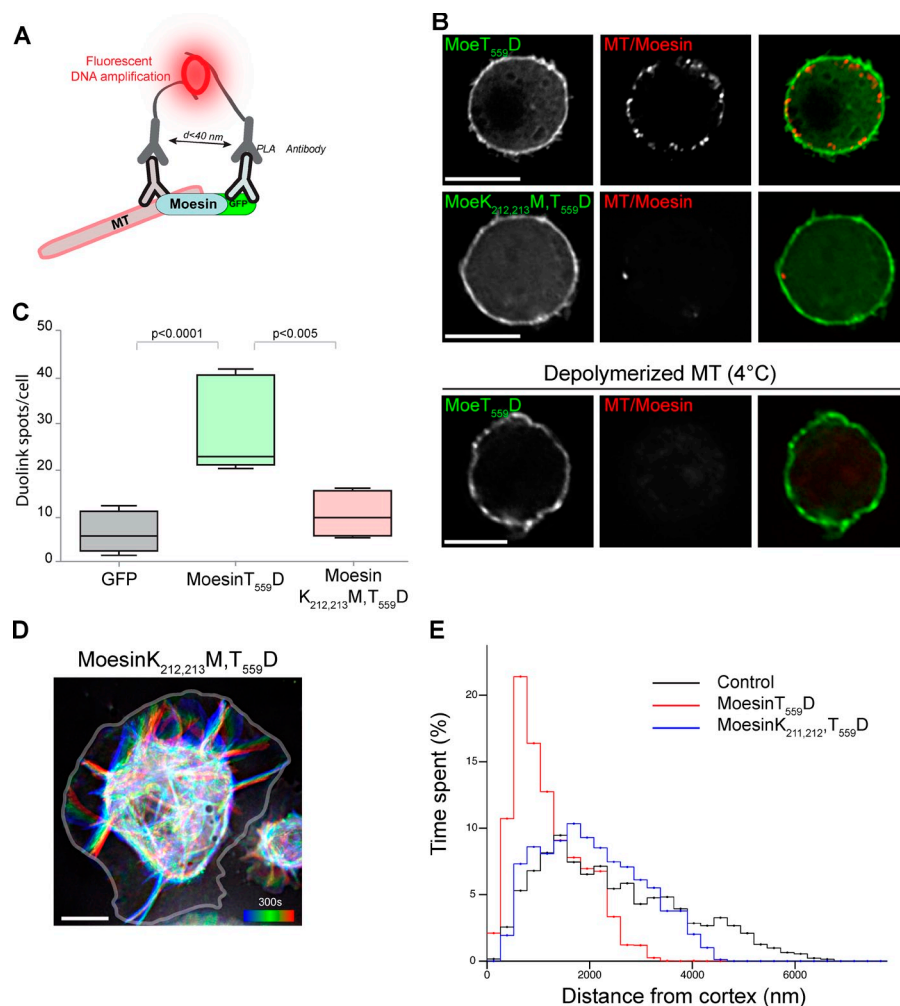 A
Fluorescent
DNA amplification
d<40 nm
PLA Antibody
MT
Moesin
GFP
B
MoeT559D
MT/Moesin
MoeK212,213M,T559D
MT/Moesin
Depolymerized MT (4°C)
MoeT559D
MT/Moesin
C
p<0.0001
p<0.005
50
40
30
20
10
0
Duolink spots/cell
GFP
MoesinT559D
Moesin
K212,213M,T559D
D
MoesinK212,213M,T559D
300s
E
Control
MoesinT559D
MoesinK211,212,T559D
20
15
10
5
0
Time spent (%)
0
2000
4000
6000
Distance from cortex (nm)